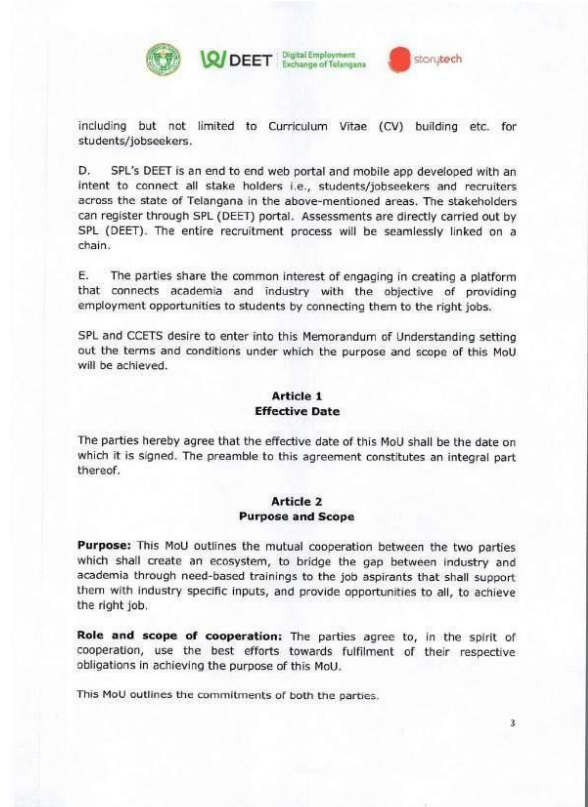 DEET
Digital Employment
Exchange of Telangana
storytech
including but not limited to Curriculum Vitae (CV) building etc. for
students/jobseekers.
D. SPL's DEET is an end to end web portal and mobile app developed with an
intent to connect all stake holders i.e., students/jobseekers and recruiters
across the state of Telangana in the above-mentioned areas. The stakeholders
can register through SPL (DEET) portal. Assessments are directly carried out by
SPL (DEET). The entire recruitment process will be seamlessly linked on a
chain.
E. The parties share the common interest of engaging in creating a platform
that connects academia and industry with the objective of providing
employment opportunities to students by connecting them to the right jobs.
SPL and CCETS desire to enter into this Memorandum of Understanding setting
out the terms and conditions under which the purpose and scope of this MoU
will be achieved.
Article 1
Effective Date
The parties hereby agree that the effective date of this MoU shall be the date on
which it is signed. The preamble to this agreement constitutes an integral part
thereof.
Article 2
Purpose and Scope
Purpose: This MoU outlines the mutual cooperation between the two parties
which shall create an ecosystem, to bridge the gap between industry and
academia through need-based trainings to the job aspirants that shall support
them with industry specific inputs, and provide opportunities to all, to achieve
the right job.
Role and scope of cooperation: The parties agree to, in the spirit of
cooperation, use the best efforts towards fulfilment of their respective
obligations in achieving the purpose of this MoU.
This MoU outlines the commitments of both the parties.
3